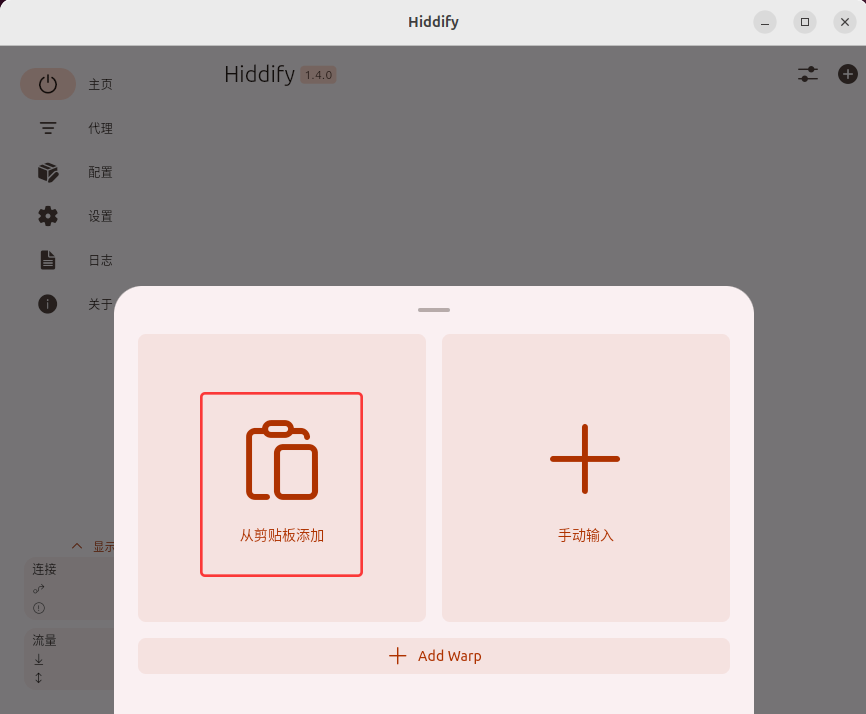 Hiddify
Hiddify 1.4.0
主页
代理
配置
设置
日志
关于
从剪贴板添加
手动输入
显示
连接
流量
Add Warp